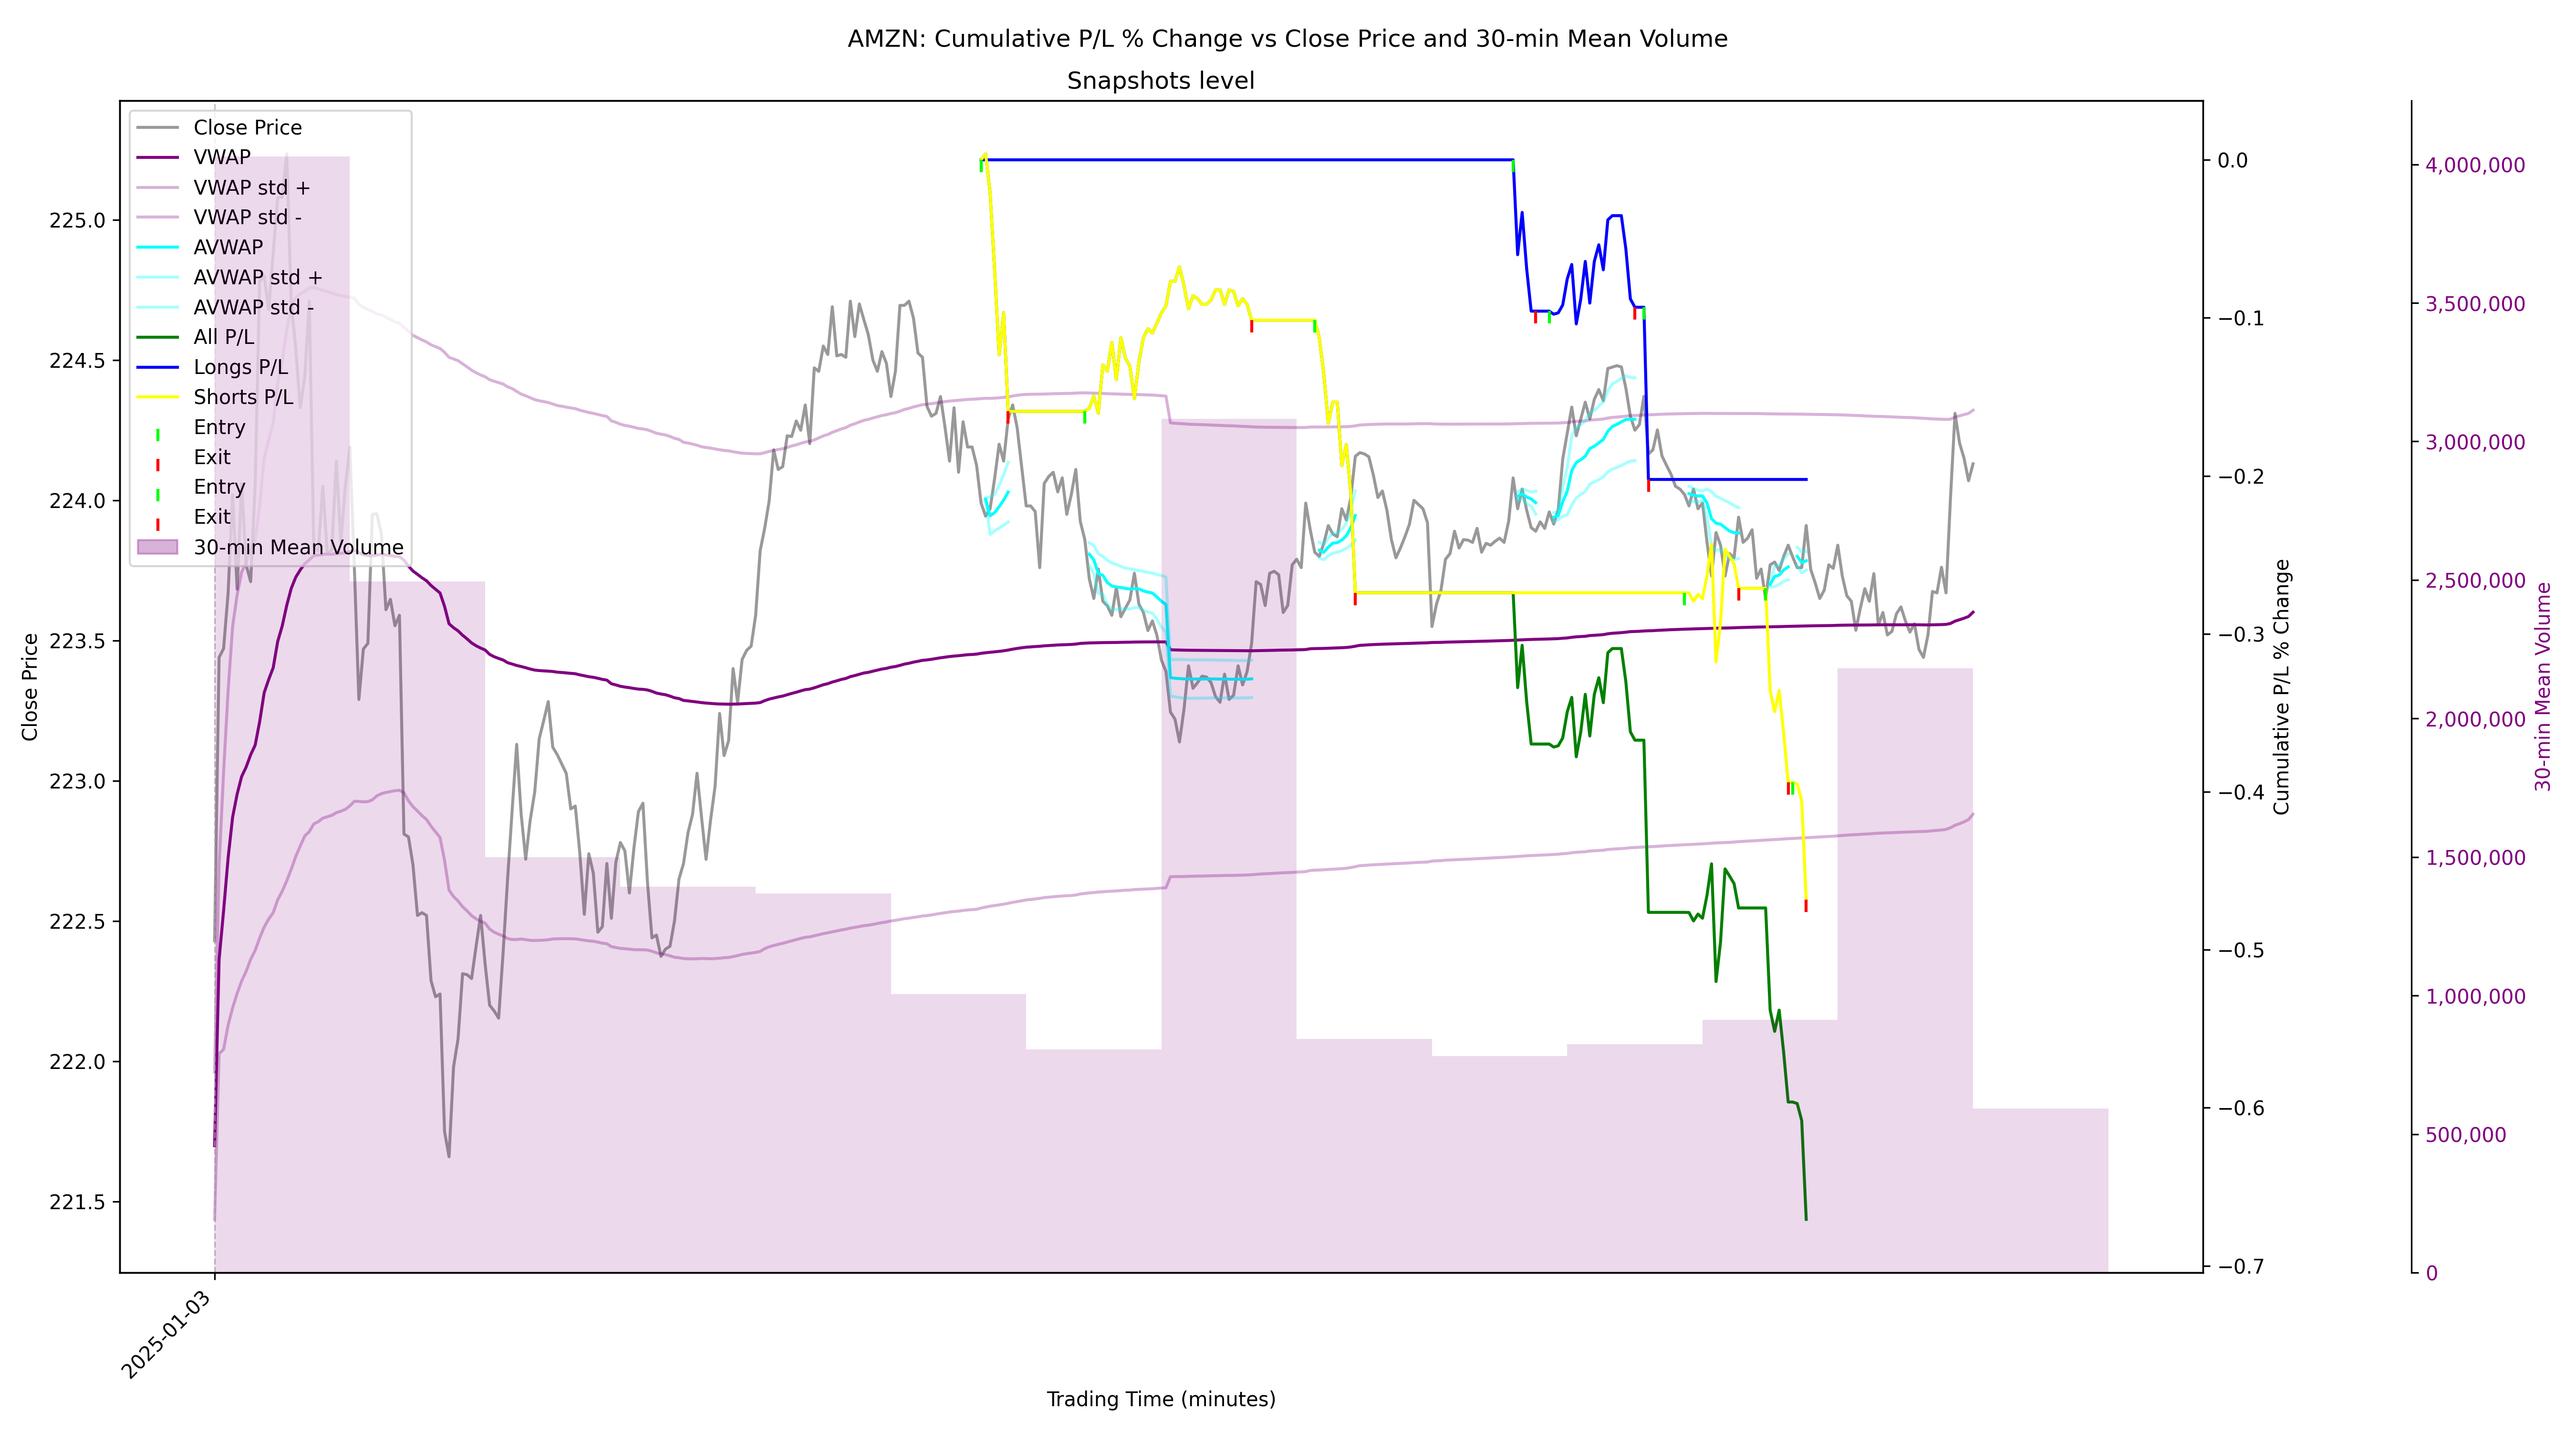 AMZN: Cumulative P/L % Change vs Close Price and 30-min Mean Volume
Snapshots level
Close Price
VWAP
VWAP std +
VWAP std -
AVWAP
AVWAP std +
AVWAP std -
All P/L
Longs P/L
Shorts P/L
Entry
Exit
Entry
Exit
30-min Mean Volume
225.0
224.5
224.0
223.5
223.0
222.5
222.0
221.5
Close Price
0.0
−0.1
−0.2
−0.3
−0.4
−0.5
−0.6
−0.7
Cumulative P/L % Change
4,000,000
3,500,000
3,000,000
2,500,000
2,000,000
1,500,000
1,000,000
500,000
0
30-min Mean Volume
2025-01-03
Trading Time (minutes)